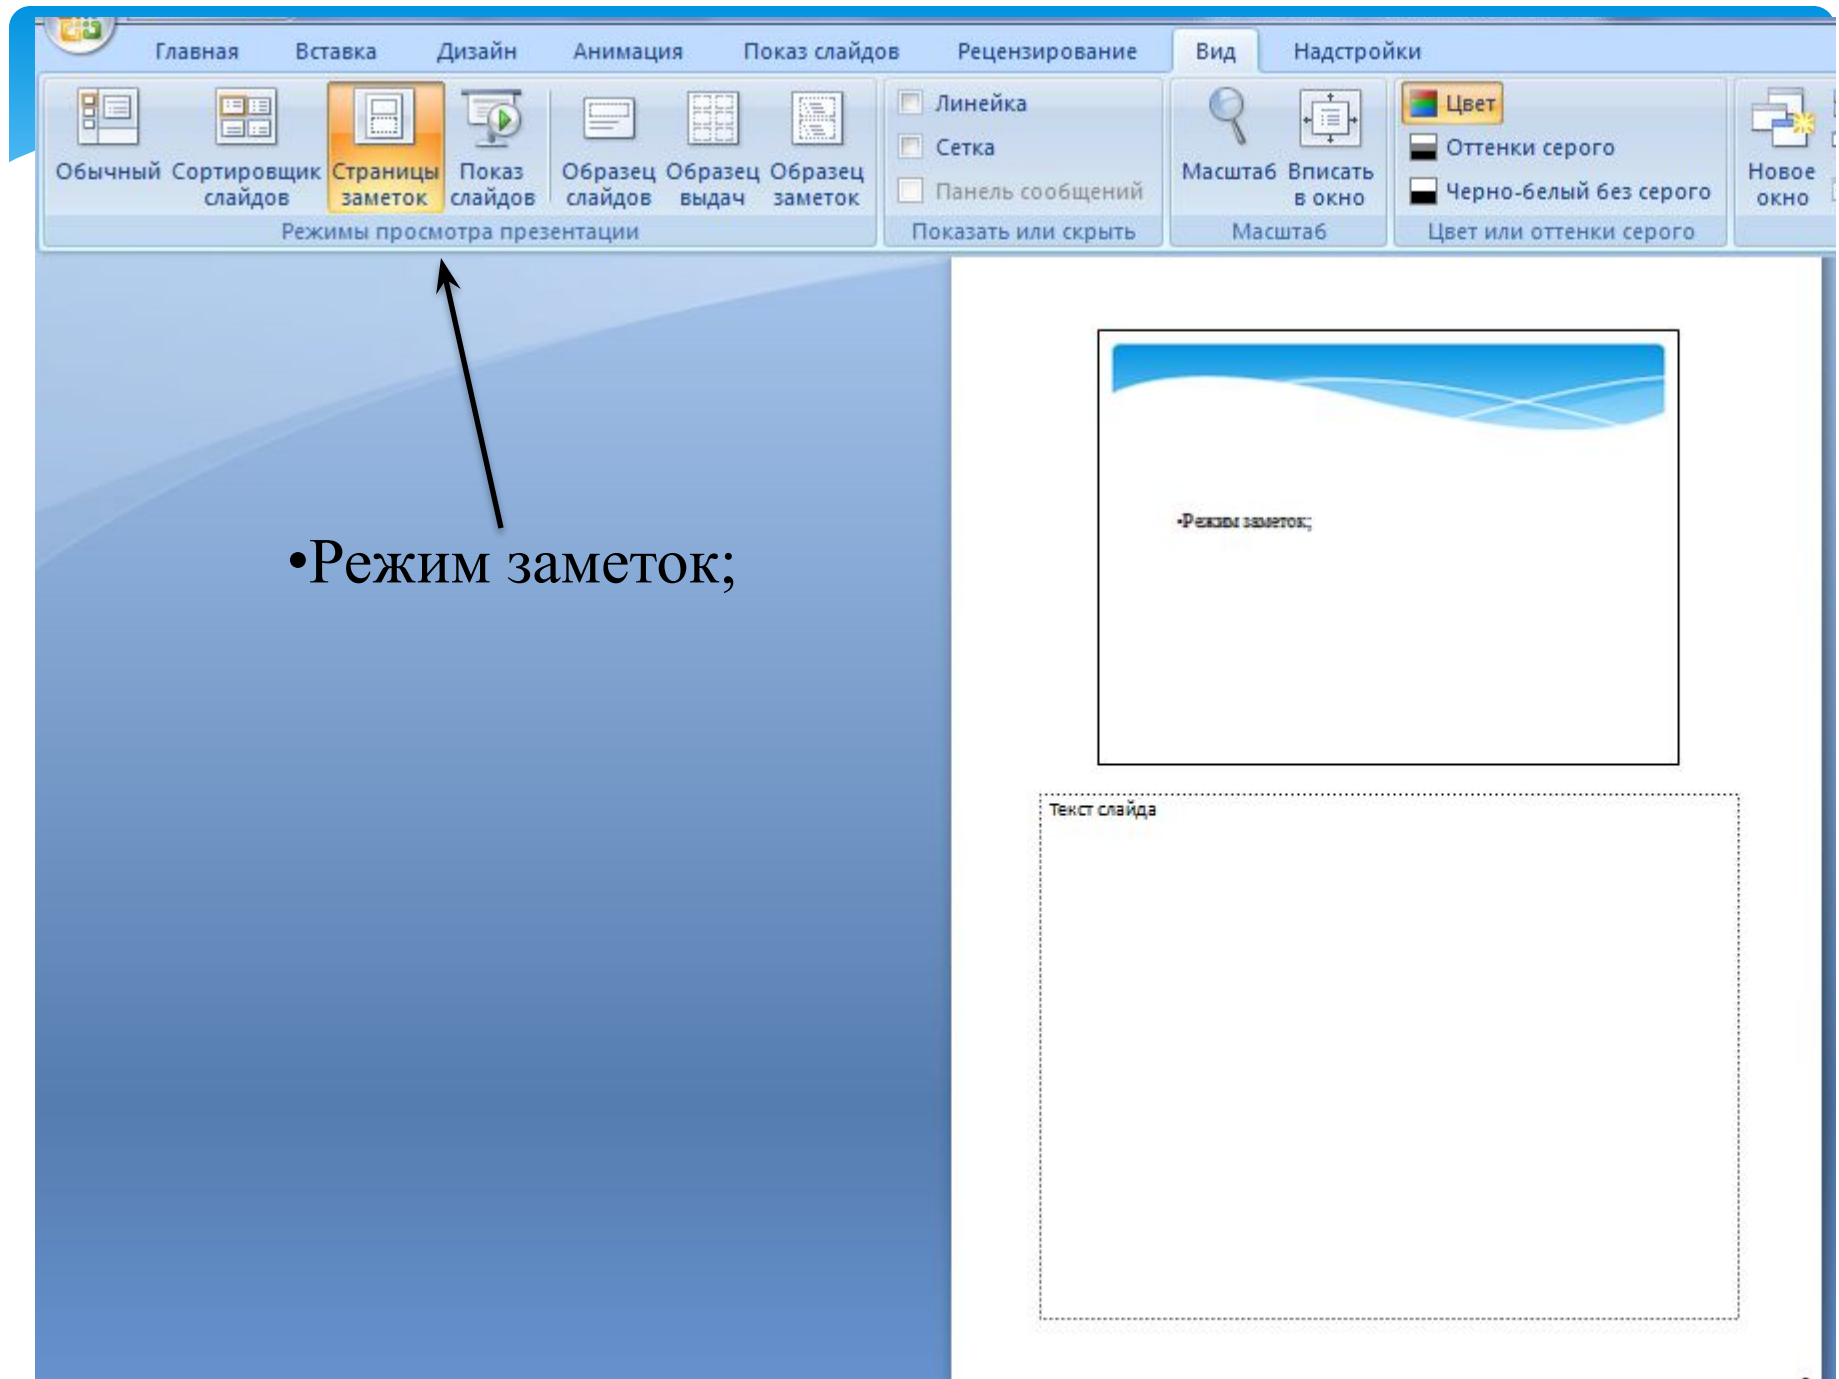 Главная Вставка Дизайн Анимация Показ слайдов Рецензирование Вид Надстройки
Обычный
Сортировщик
слайдов
Страницы
заметок
Показ
слайдов
Образец
слайдов
Образец
выдач
Образец
заметок
Режимы просмотра презентации
Линейка
Сетка
Панель сообщений
Показать или скрыть
Масштаб
Вписать
в окно
Масштаб
Цвет
Оттенки серого
Черно-белый без серого
Цвет или оттенки серого
Новое
окно
•Режим заметок;
•Режим заметок;
Текст слайда